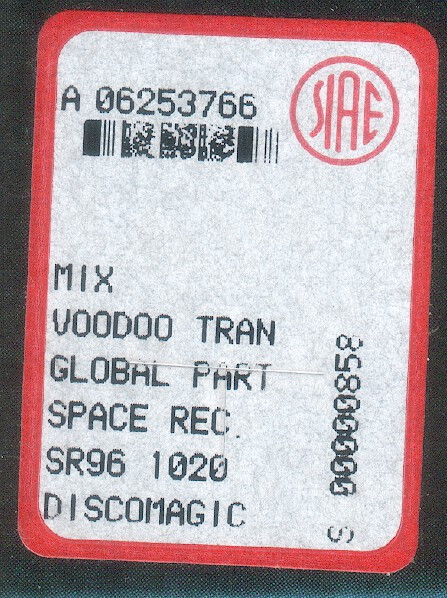 A 06253766
SIAE
MIX
VOODOO TRAN
GLOBAL PART
SPACE REC.
SR96 1020
DISCOMAGIC
S 00000858